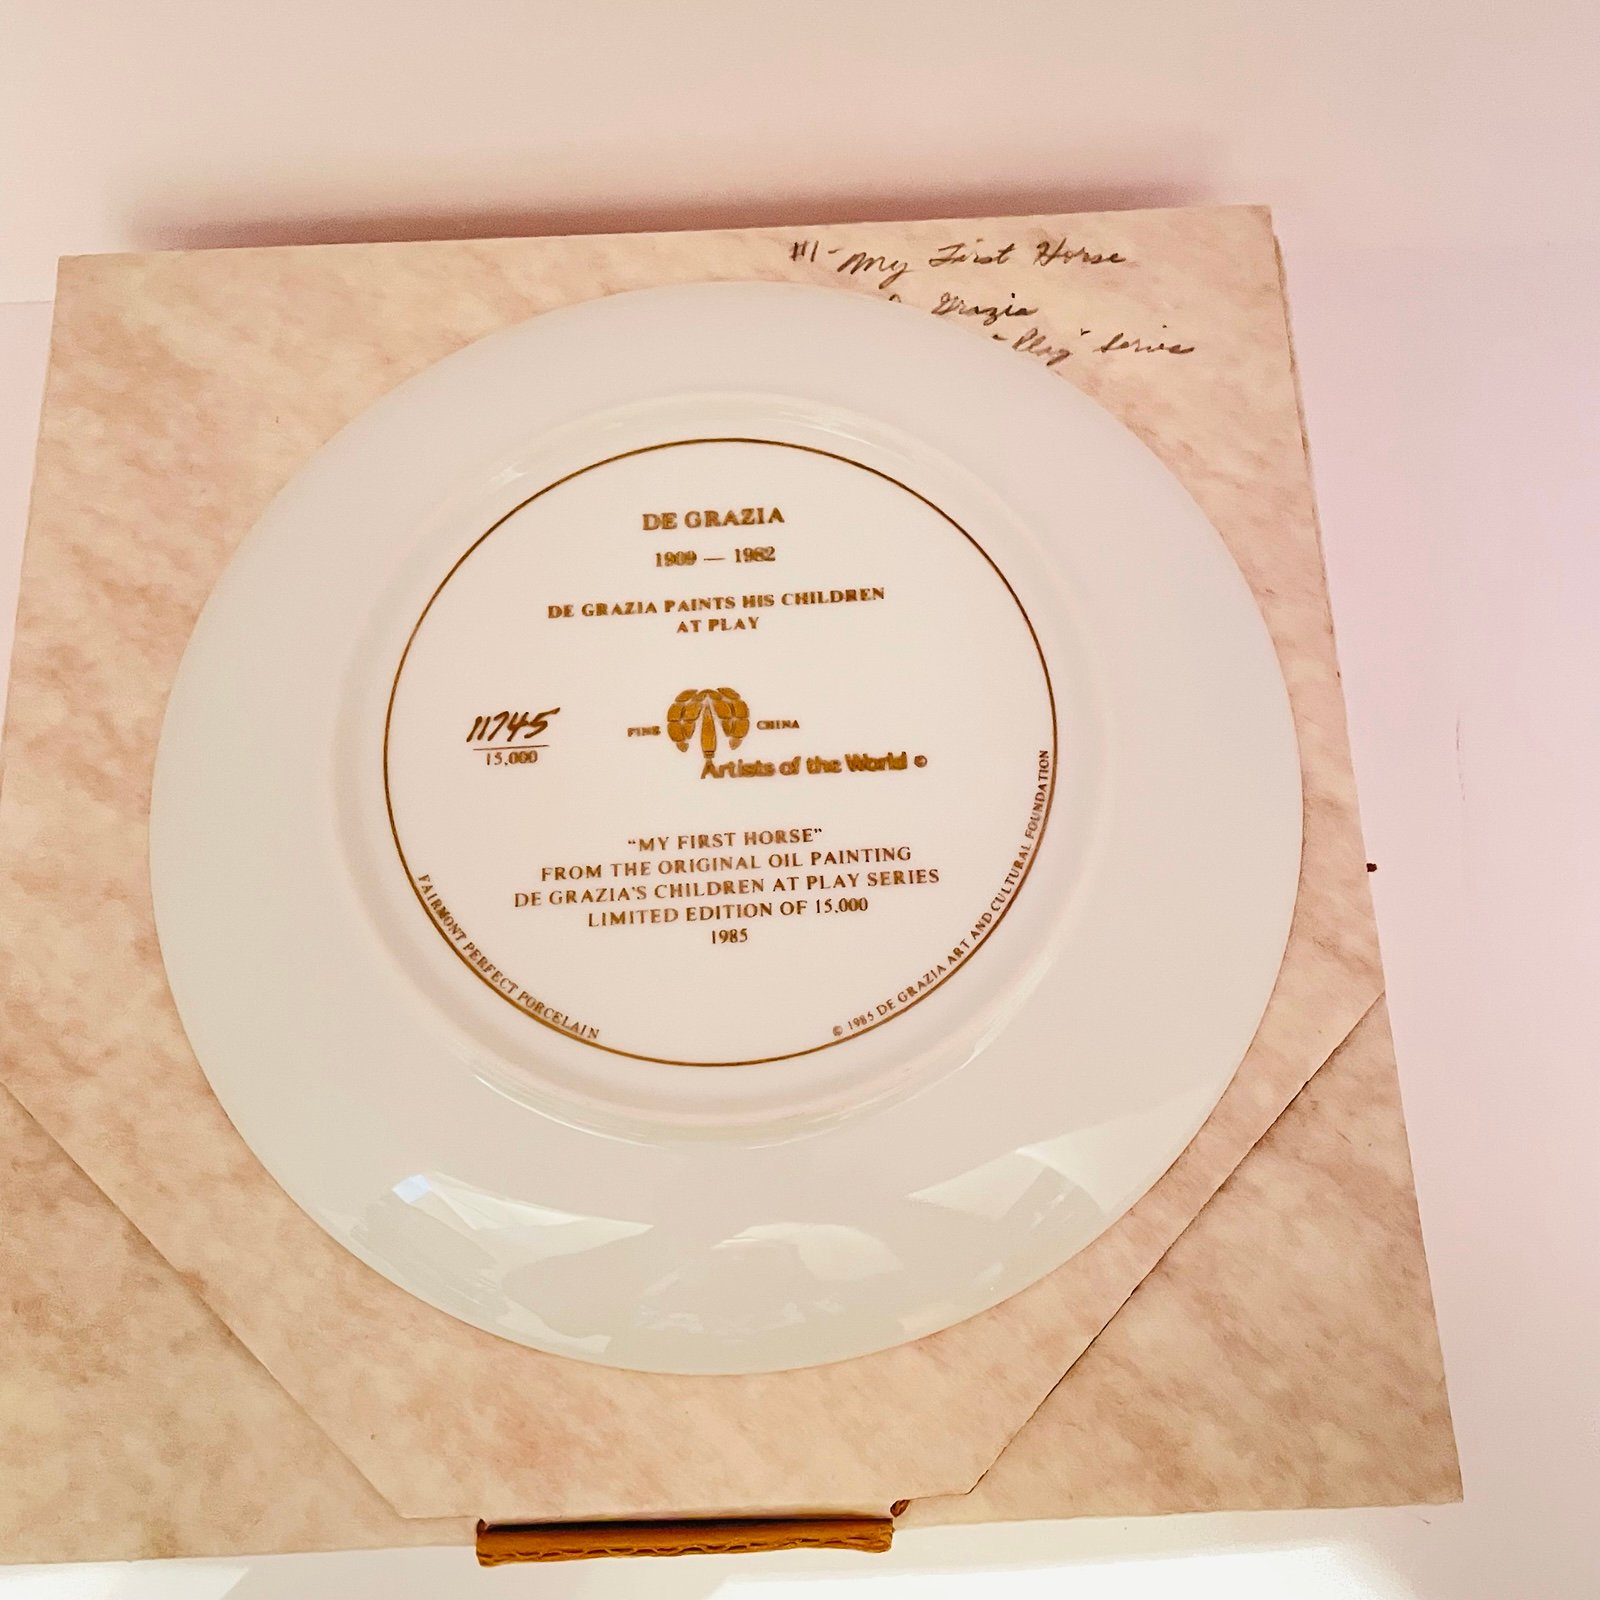 #1 - My First Horse
Grazia
"Play" Series
DE GRAZIA
1909 — 1982
DE GRAZIA PAINTS HIS CHILDREN
AT PLAY
11745
15,000
FINE CHINA
Artists of the World ©
"MY FIRST HORSE"
FROM THE ORIGINAL OIL PAINTING
DE GRAZIA'S CHILDREN AT PLAY SERIES
LIMITED EDITION OF 15,000
1985
FAIRMONT PERFECT PORCELAIN
© 1985 DE GRAZIA ART AND CULTURAL FOUNDATION